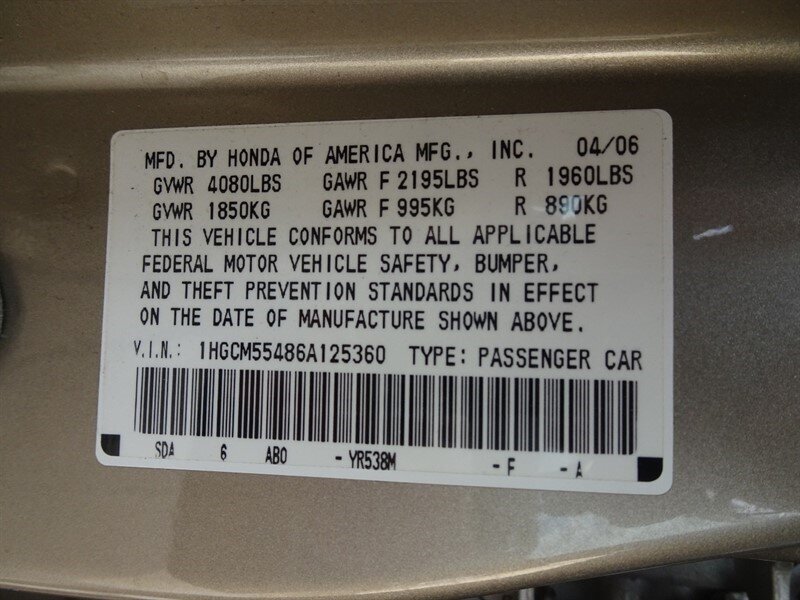 MFD. BY HONDA OF AMERICA MFG., INC. 04/06
GVWR 4080LBS GAWR F 2195LBS R 1960LBS
GVWR 1850KG GAWR F 995KG R 890KG
THIS VEHICLE CONFORMS TO ALL APPLICABLE
FEDERAL MOTOR VEHICLE SAFETY, BUMPER,
AND THEFT PREVENTION STANDARDS IN EFFECT
ON THE DATE OF MANUFACTURE SHOWN ABOVE.
V.I.N.: 1HGCM55486A125360 TYPE: PASSENGER CAR
SDA 6 AB0 - YR538M - F - A